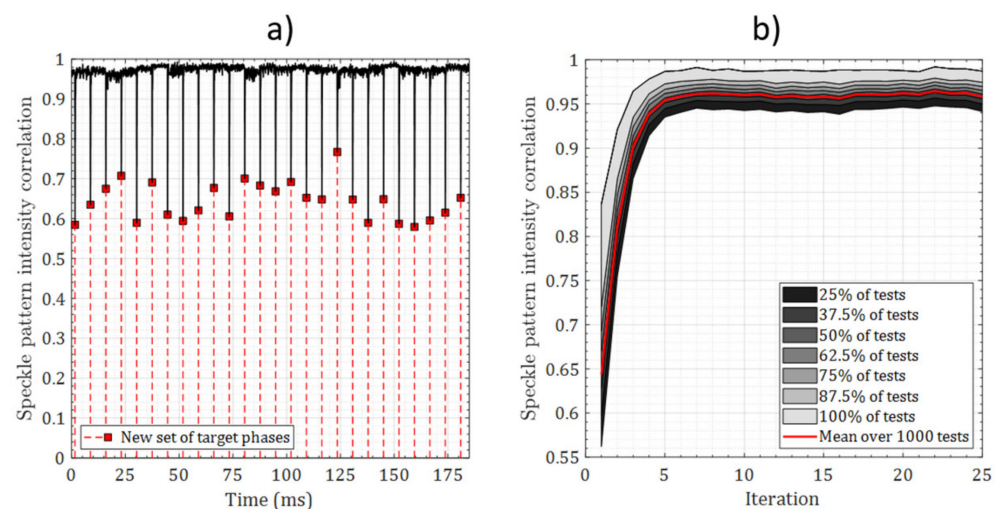 a)
Speckle pattern intensity correlation
1
0.9
0.8
0.7
0.6
0.5
0.4
0.3
0.2
0.1
0
New set of target phases
0 25 50 75 100 125 150 175
Time (ms)
b)
Speckle pattern intensity correlation
1
0.95
0.9
0.85
0.8
0.75
0.7
0.65
0.6
0.55
25% of tests
37.5% of tests
50% of tests
62.5% of tests
75% of tests
87.5% of tests
100% of tests
Mean over 1000 tests
0 5 10 15 20 25
Iteration